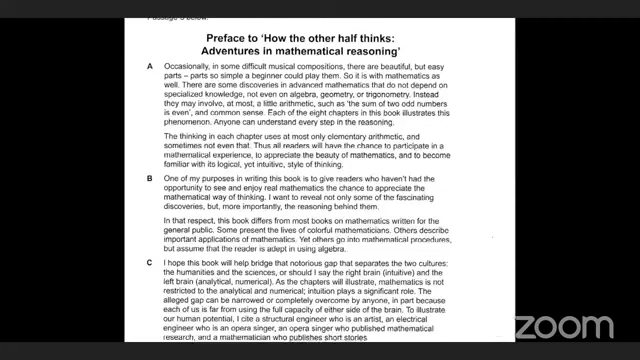 Passage 3 below.
Preface to 'How the other half thinks:
Adventures in mathematical reasoning'
A Occasionally, in some difficult musical compositions, there are beautiful, but easy
parts – parts so simple a beginner could play them. So it is with mathematics as
well. There are some discoveries in advanced mathematics that do not depend on
specialized knowledge, not even on algebra, geometry, or trigonometry. Instead
they may involve, at most, a little arithmetic, such as 'the sum of two odd numbers
is even', and common sense. Each of the eight chapters in this book illustrates this
phenomenon. Anyone can understand every step in the reasoning.
The thinking in each chapter uses at most only elementary arithmetic, and
sometimes not even that. Thus all readers will have the chance to participate in a
mathematical experience, to appreciate the beauty of mathematics, and to become
familiar with its logical, yet intuitive, style of thinking.
B One of my purposes in writing this book is to give readers who haven't had the
opportunity to see and enjoy real mathematics the chance to appreciate the
mathematical way of thinking. I want to reveal not only some of the fascinating
discoveries, but, more importantly, the reasoning behind them.
In that respect, this book differs from most books on mathematics written for the
general public. Some present the lives of colorful mathematicians. Others describe
important applications of mathematics. Yet others go into mathematical procedures,
but assume that the reader is adept in using algebra.
C I hope this book will help bridge that notorious gap that separates the two cultures:
the humanities and the sciences, or should I say the right brain (intuitive) and the
left brain (analytical, numerical). As the chapters will illustrate, mathematics is not
restricted to the analytical and numerical; intuition plays a significant role. The
alleged gap can be narrowed or completely overcome by anyone, in part because
each of us is far from using the full capacity of either side of the brain. To illustrate
our human potential, I cite a structural engineer who is an artist, an electrical
engineer who is an opera singer, an opera singer who published mathematical
research, and a mathematician who publishes short stories.
zoom